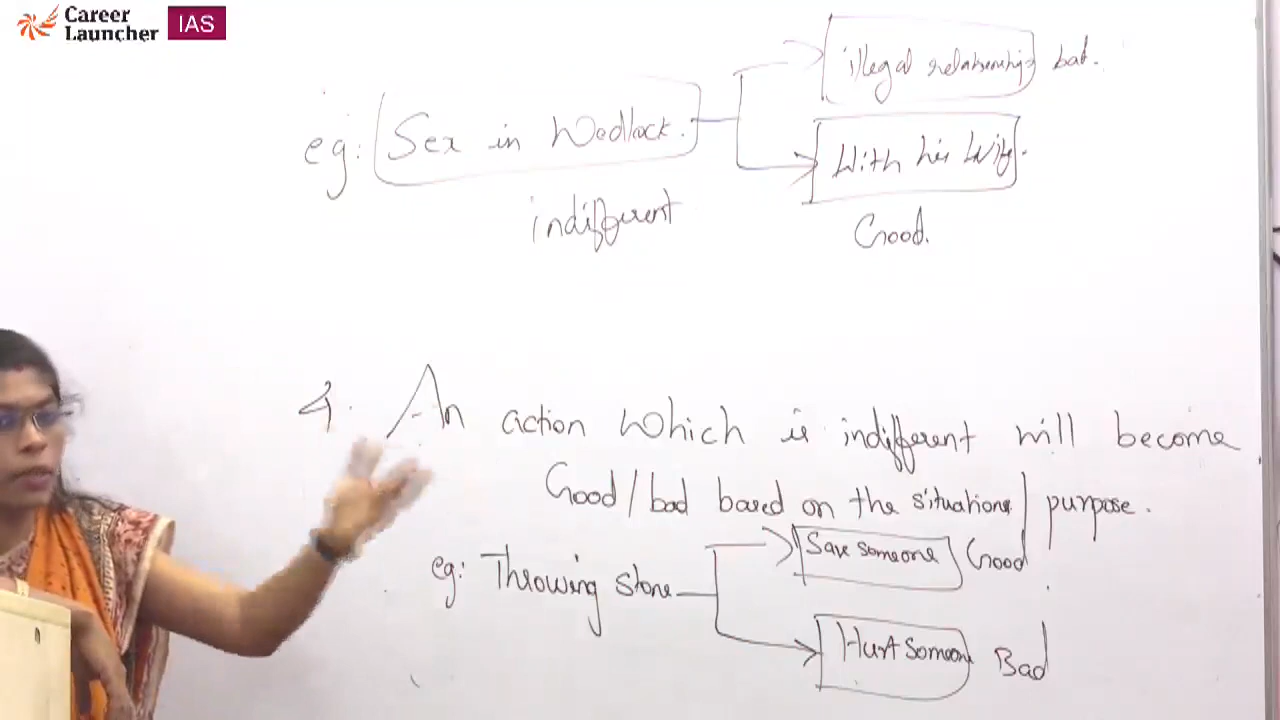 Career
Launcher
IAS
illegal relationship bad.
eg: Sex in Wedlock.
With his Wife.
indifferent
Good.
4. An action which is indifferent will become
Good/bad based on the situations/purpose.
Save someone Good
eg: Throwing stone
Hurt Someone Bad